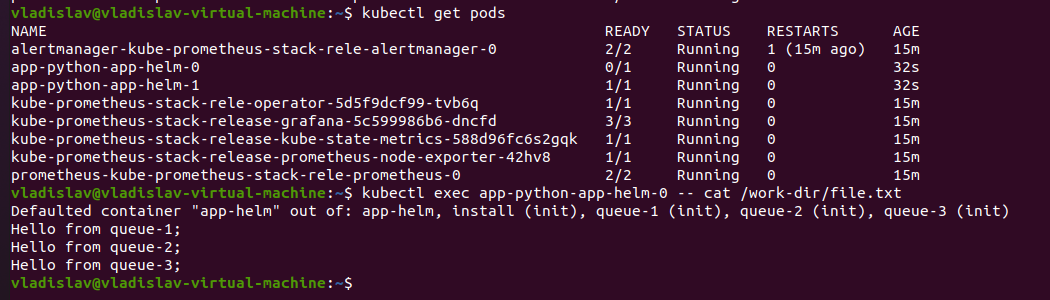 vladislav@vladislav-virtual-machine:~$ kubectl get pods
NAME READY STATUS RESTARTS AGE
alertmanager-kube-prometheus-stack-rele-alertmanager-0 2/2 Running 1 (15m ago) 15m
app-python-app-helm-0 0/1 Running 0 32s
app-python-app-helm-1 1/1 Running 0 32s
kube-prometheus-stack-rele-operator-5d5f9dcf99-tvb6q 1/1 Running 0 15m
kube-prometheus-stack-release-grafana-5c599986b6-dncfd 3/3 Running 0 15m
kube-prometheus-stack-release-kube-state-metrics-588d96fc6s2gqk 1/1 Running 0 15m
kube-prometheus-stack-release-prometheus-node-exporter-42hv8 1/1 Running 0 15m
prometheus-kube-prometheus-stack-rele-prometheus-0 2/2 Running 0 15m
vladislav@vladislav-virtual-machine:~$ kubectl exec app-python-app-helm-0 -- cat /work-dir/file.txt
Defaulted container "app-helm" out of: app-helm, install (init), queue-1 (init), queue-2 (init), queue-3 (init)
Hello from queue-1;
Hello from queue-2;
Hello from queue-3;
vladislav@vladislav-virtual-machine:~$